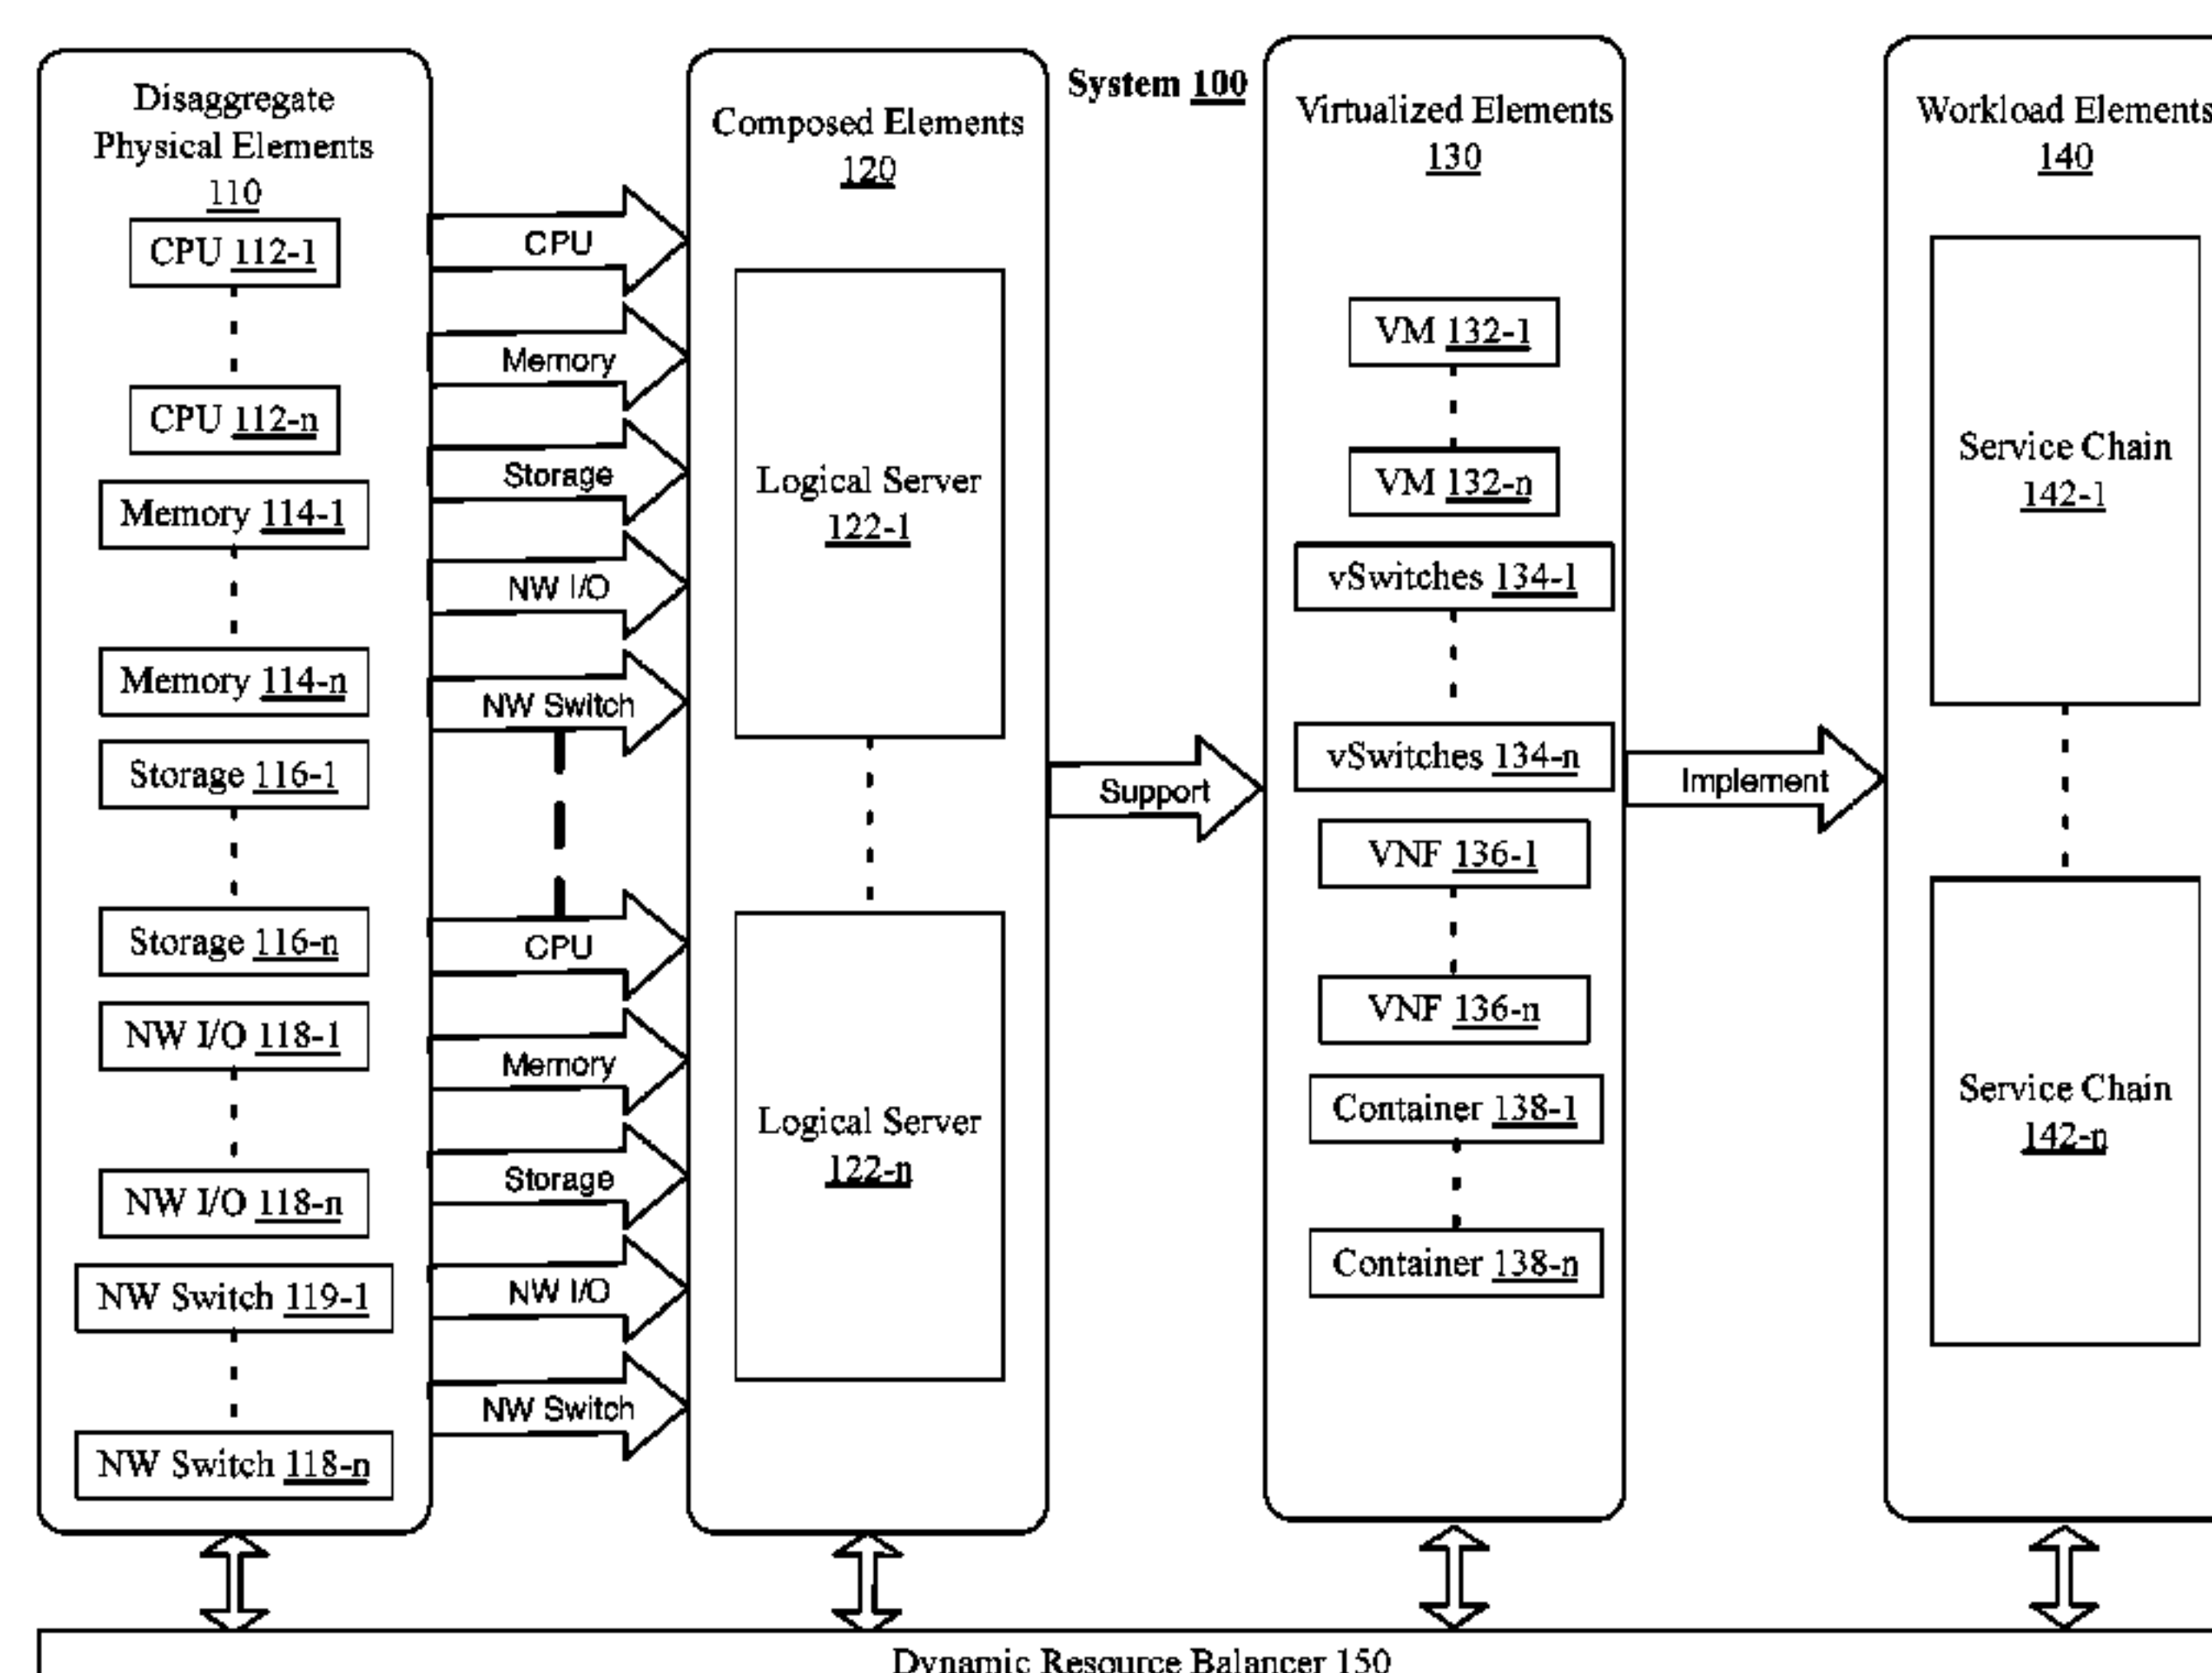 System 100
Disaggregate
Physical Elements
110
CPU 112-1
CPU 112-n
Memory 114-1
Memory 114-n
Storage 116-1
Storage 116-n
NW I/O 118-1
NW I/O 118-n
NW Switch 119-1
NW Switch 118-n
CPU
Memory
Storage
NW I/O
NW Switch
CPU
Memory
Storage
NW I/O
NW Switch
Composed Elements
120
Logical Server
122-1
Logical Server
122-n
Support
Virtualized Elements
130
VM 132-1
VM 132-n
vSwitches 134-1
vSwitches 134-n
VNF 136-1
VNF 136-n
Container 138-1
Container 138-n
Implement
Workload Elements
140
Service Chain
142-1
Service Chain
142-n
Dynamic Resource Balancer 150